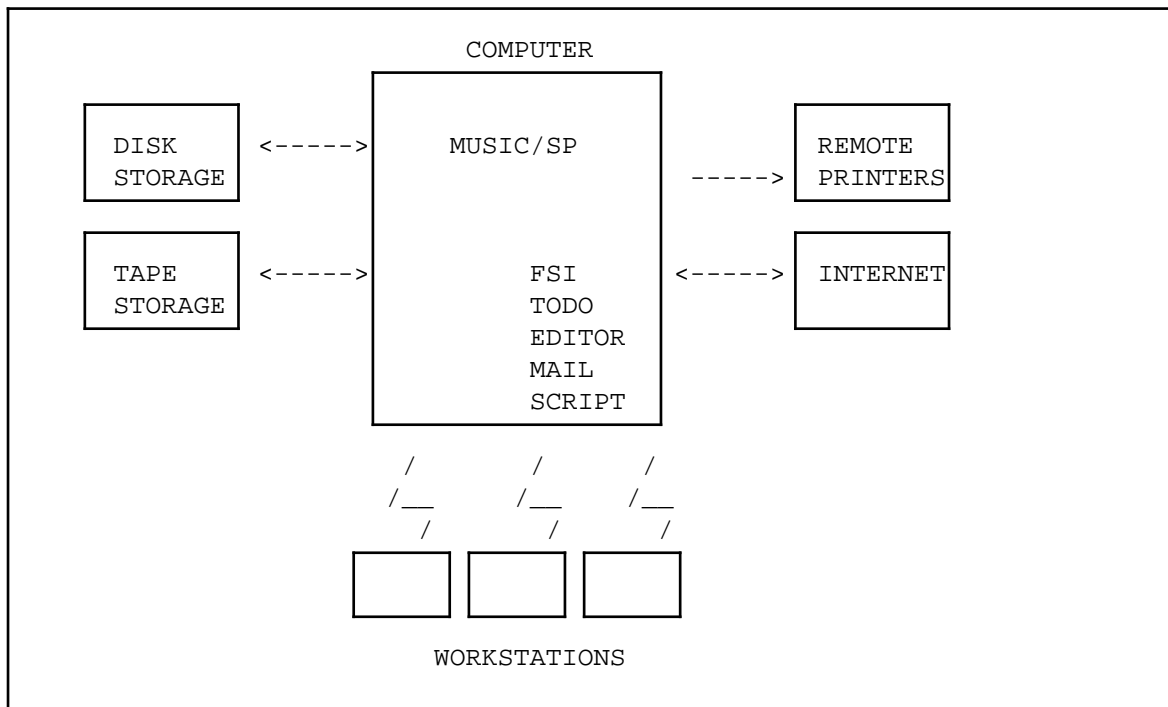 COMPUTER
DISK <-----> MUSIC/SP REMOTE
STORAGE -----> PRINTERS
TAPE <-----> FSI <-----> INTERNET
STORAGE TODO
EDITOR
MAIL
SCRIPT
WORKSTATIONS